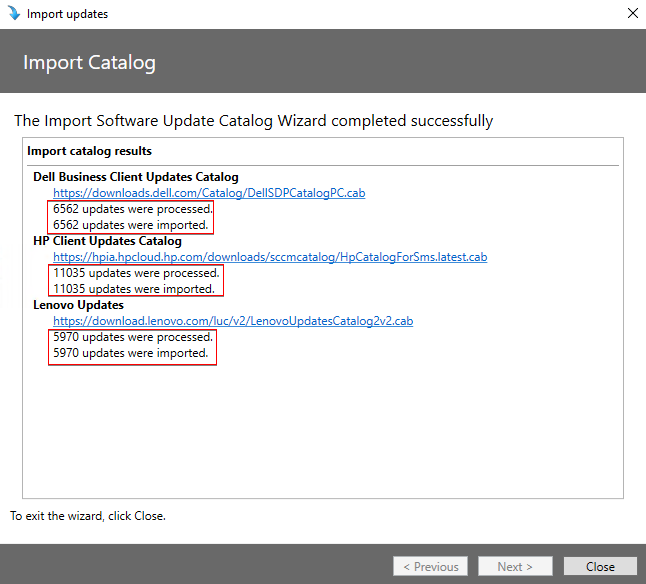 Import updates
Import Catalog
The Import Software Update Catalog Wizard completed successfully
Import catalog results
Dell Business Client Updates Catalog
https://downloads.dell.com/Catalog/DellSDPCatalogPC.cab
6562 updates were processed.
6562 updates were imported.
HP Client Updates Catalog
https://hpia.hpcloud.hp.com/downloads/sccmcatalog/HpCatalogForSms.latest.cab
11035 updates were processed.
11035 updates were imported.
Lenovo Updates
https://download.lenovo.com/luc/v2/LenovoUpdatesCatalog2v2.cab
5970 updates were processed.
5970 updates were imported.
To exit the wizard, click Close.
< Previous Next > Close